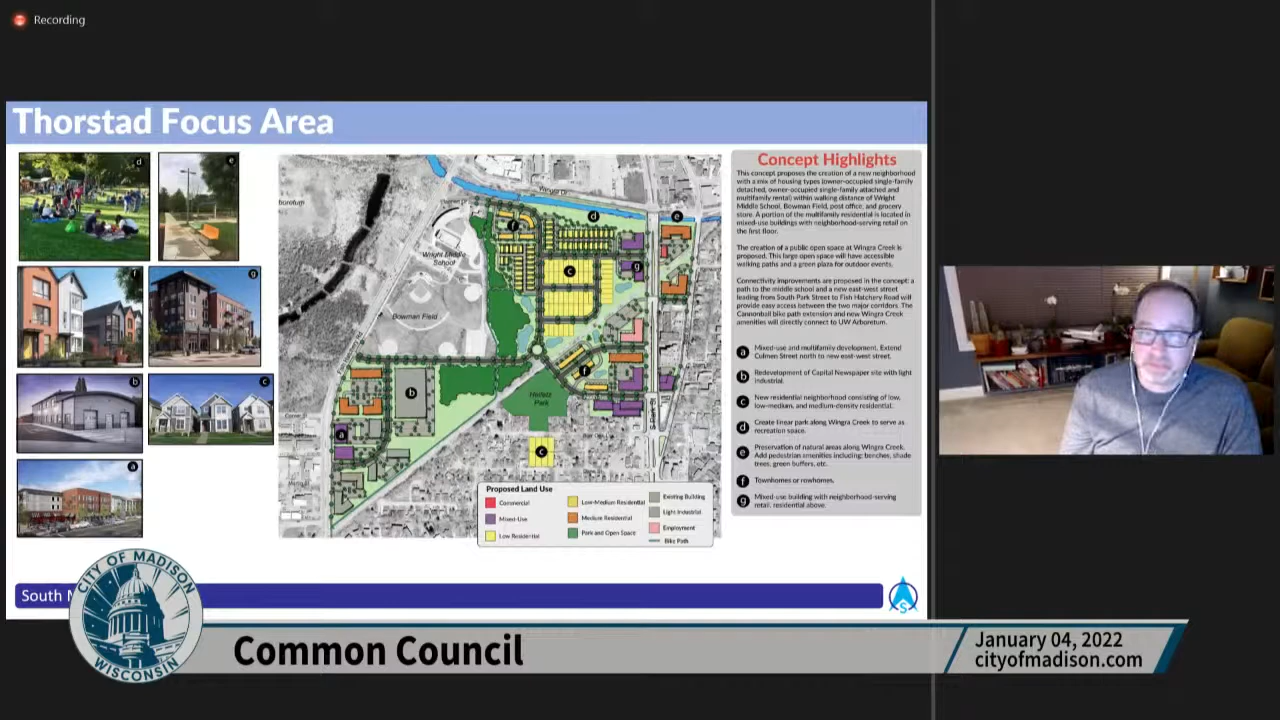 Recording
Thorstad Focus Area
d
e
f
g
b
c
a
Wingra Dr
Wright Middle
School
Bowman Field
Heifetz
Park
f
d
e
c
g
f
b
a
c
Proposed Land Use
Commercial
Mixed-Use
Low Residential
Low-Medium Residential
Medium Residential
Park and Open Space
Existing Building
Light Industrial
Employment
Bike Path
Concept Highlights
This concept proposes the creation of a new neighborhood
with a mix of housing types (owner-occupied single-family
detached, owner-occupied single-family attached and
multifamily rental) within walking distance of Wright
Middle School, Bowman Field, post office, and grocery
store. A portion of the multifamily residential is located in
mixed-use buildings with neighborhood-serving retail on
the first floor.
The creation of a public open space at Wingra Creek is
proposed. This large open space will have accessible
walking paths and a green plaza for outdoor events.
Connectivity improvements are proposed in the concept: a
path to the middle school and a new east-west street
leading from South Park Street to Fish Hatchery Road will
provide easy access between the two major corridors. The
Cannonball bike path extension and new Wingra Creek
amenities will directly connect to UW Arboretum.
a Mixed-use and multifamily development. Extend
Culmen Street north to new east-west street.
b Redevelopment of Capital Newspaper site with light
industrial.
c New residential neighborhood consisting of low,
low-medium, and medium-density residential.
d Create linear park along Wingra Creek to serve as
recreation space.
e Preservation of natural areas along Wingra Creek.
Add pedestrian amenities including: benches, shade
trees, green buffers, etc.
f Townhomes or rowhomes.
g Mixed-use building with neighborhood-serving
retail, residential above.
South
S
CITY OF MADISON
WISCONSIN
Common Council
January 04, 2022
cityofmadison.com